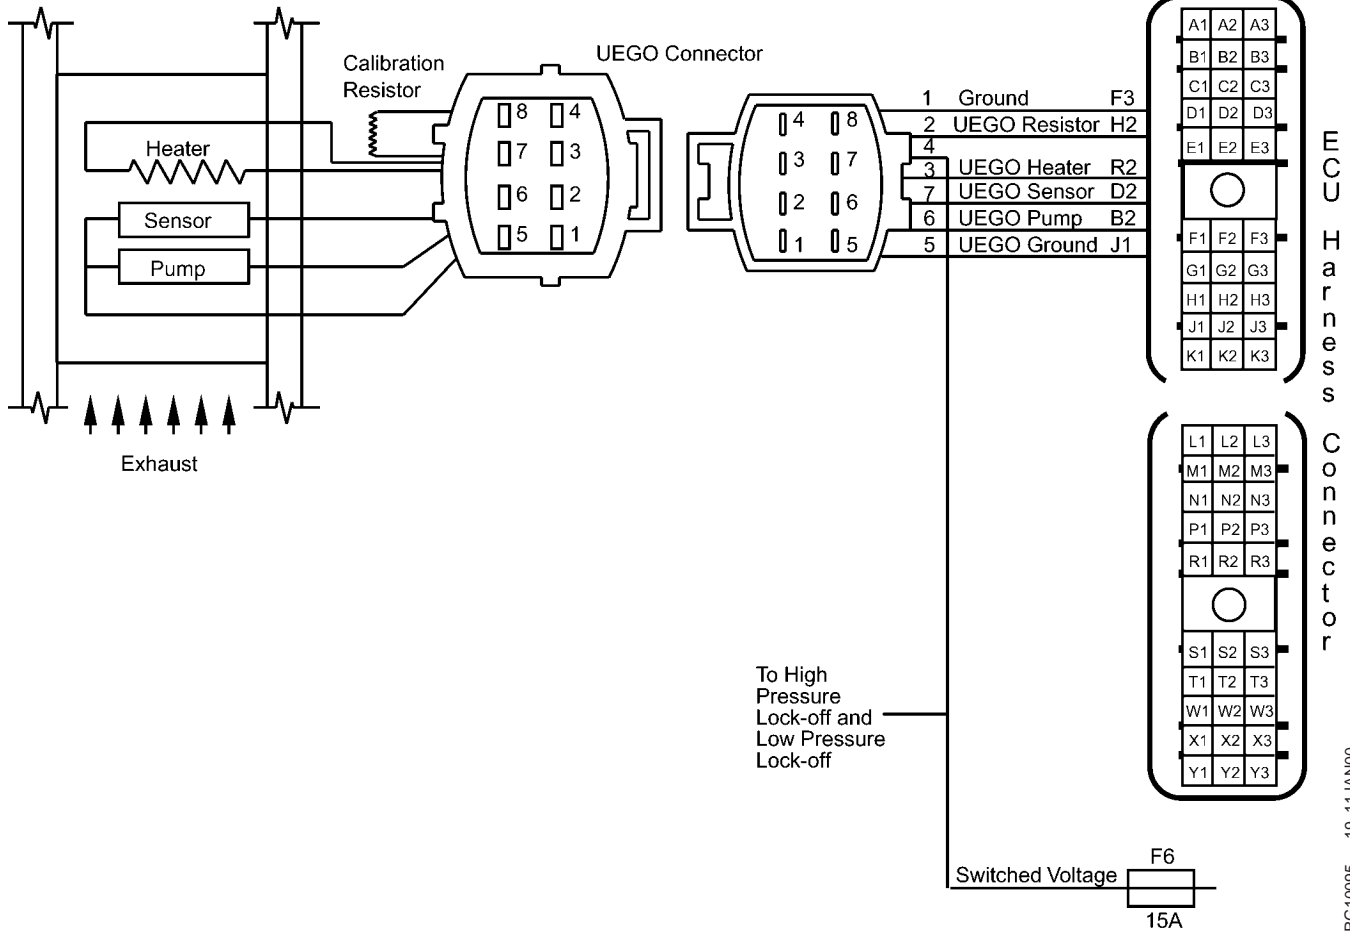 UEGO Connector
Calibration
Resistor
Heater
Sensor
Pump
Exhaust
8 4
7 3
6 2
5 1
4 8
3 7
2 6
1 5
1 Ground F3
2 UEGO Resistor H2
4
3 UEGO Heater R2
7 UEGO Sensor D2
6 UEGO Pump B2
5 UEGO Ground J1
A1 A2 A3
B1 B2 B3
C1 C2 C3
D1 D2 D3
E1 E2 E3
F1 F2 F3
G1 G2 G3
H1 H2 H3
J1 J2 J3
K1 K2 K3
L1 L2 L3
M1 M2 M3
N1 N2 N3
P1 P2 P3
R1 R2 R3
S1 S2 S3
T1 T2 T3
W1 W2 W3
X1 X2 X3
Y1 Y2 Y3
ECU Harness Connector
To High
Pressure
Lock-off and
Low Pressure
Lock-off
Switched Voltage
F6
15A